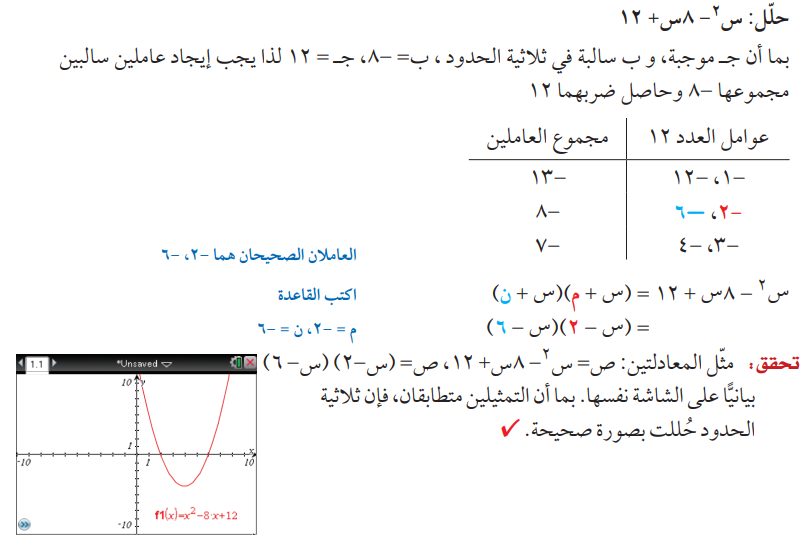 حلّل: س٢ – ٨س+ ١٢
بما أن جـ موجبة، و ب سالبة في ثلاثية الحدود ، ب= –٨، جـ = ١٢ لذا يجب إيجاد عاملين سالبين
مجموعها –٨ وحاصل ضربهما ١٢
عوامل العدد ١٢ مجموع العاملين
–١، –١٢ –١٣
–٢، –٦ –٨
–٣، –٤ –٧
العاملان الصحيحان هما –٢، –٦
س٢ – ٨س + ١٢ = (س + م)(س + ن) اكتب القاعدة
= (س – ٢)(س – ٦) م = –٢، ن = –٦
تحقق: مثّل المعادلتين: ص= س٢– ٨س+ ١٢، ص= (س–٢) (س– ٦)
بيانيًّا على الشاشة نفسها. بما أن التمثيلين متطابقان، فإن ثلاثية
الحدود حُللت بصورة صحيحة. ✓
1.1 *Unsaved
10 y
1
x
-10 1 10
-10
f1(x)=x²-8·x+12